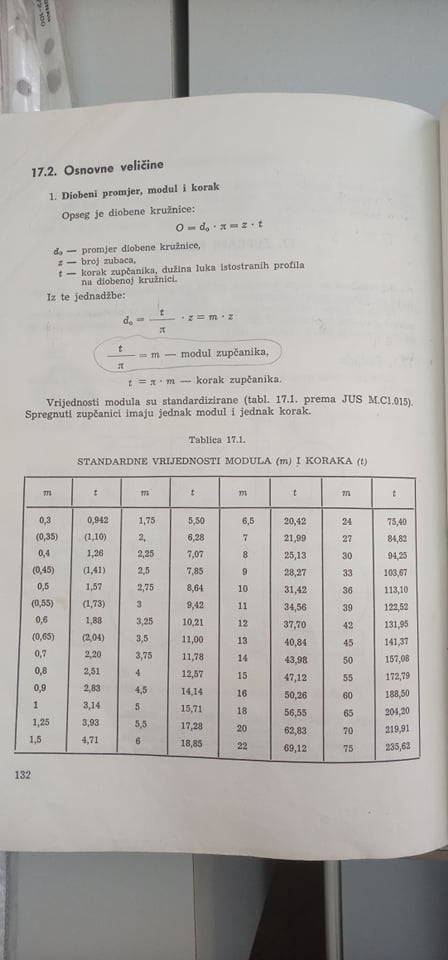 17.2. Osnovne veličine
1. Diobeni promjer, modul i korak
Opseg je diobene kružnice:
O = d₀ · π = z · t
d₀ — promjer diobene kružnice,
z — broj zubaca,
t — korak zupčanika, dužina luka istostranih profila
na diobenoj kružnici.
Iz te jednadžbe:
d₀ = t/π · z = m · z
t/π = m — modul zupčanika,
t = π · m — korak zupčanika.
Vrijednosti modula su standardizirane (tabl. 17.1. prema JUS M.C1.015).
Spregnuti zupčanici imaju jednak modul i jednak korak.
Tablica 17.1.
STANDARDNE VRIJEDNOSTI MODULA (m) I KORAKA (t)
m t m t m t m t
0,3 0,942 1,75 5,50 6,5 20,42 24 75,40
(0,35) (1,10) 2, 6,28 7 21,99 27 84,82
0,4 1,26 2,25 7,07 8 25,13 30 94,25
(0,45) (1,41) 2,5 7,85 9 28,27 33 103,67
0,5 1,57 2,75 8,64 10 31,42 36 113,10
(0,55) (1,73) 3 9,42 11 34,56 39 122,52
0,6 1,88 3,25 10,21 12 37,70 42 131,95
(0,65) (2,04) 3,5 11,00 13 40,84 45 141,37
0,7 2,20 3,75 11,78 14 43,98 50 157,08
0,8 2,51 4 12,57 15 47,12 55 172,79
0,9 2,83 4,5 14,14 16 50,26 60 188,50
1 3,14 5 15,71 18 56,55 65 204,20
1,25 3,93 5,5 17,28 20 62,83 70 219,91
1,5 4,71 6 18,85 22 69,12 75 235,62
132